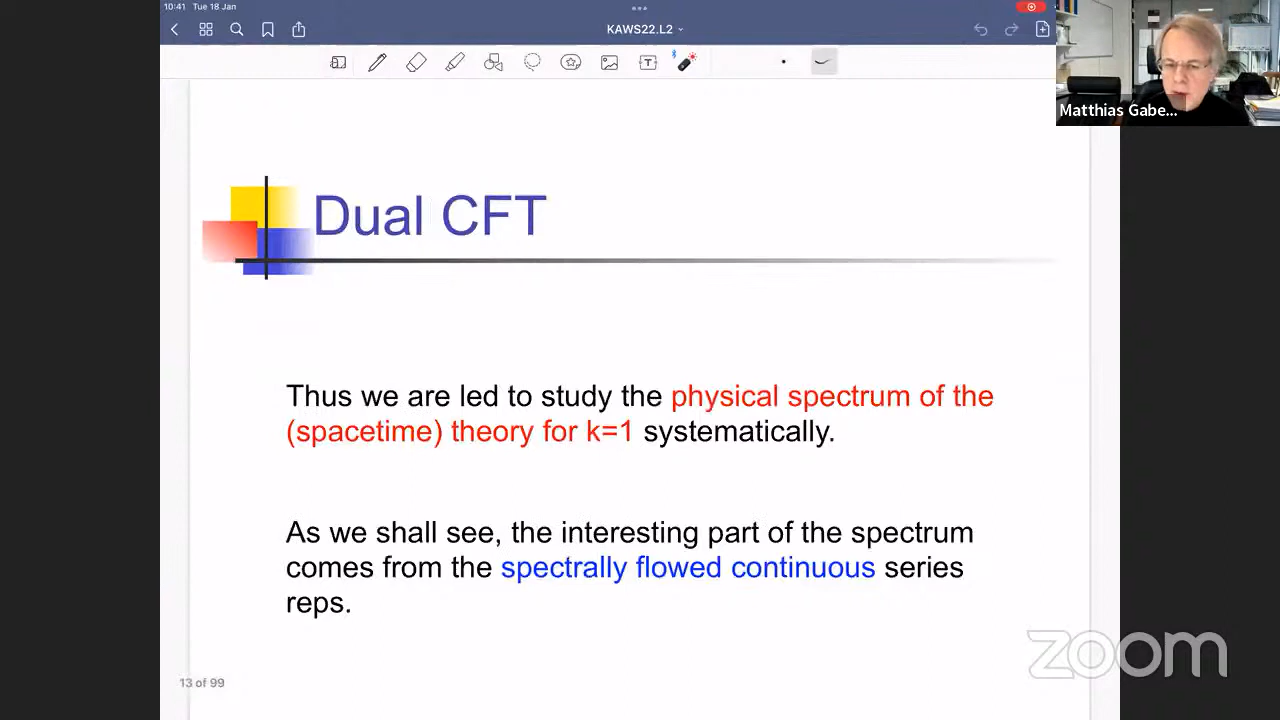 10:41 Tue 18 Jan
KAWS22.L2
T
Matthias Gabe...
Dual CFT
Thus we are led to study the physical spectrum of the
(spacetime) theory for k=1 systematically.
As we shall see, the interesting part of the spectrum
comes from the spectrally flowed continuous series
reps.
13 of 99
zoom